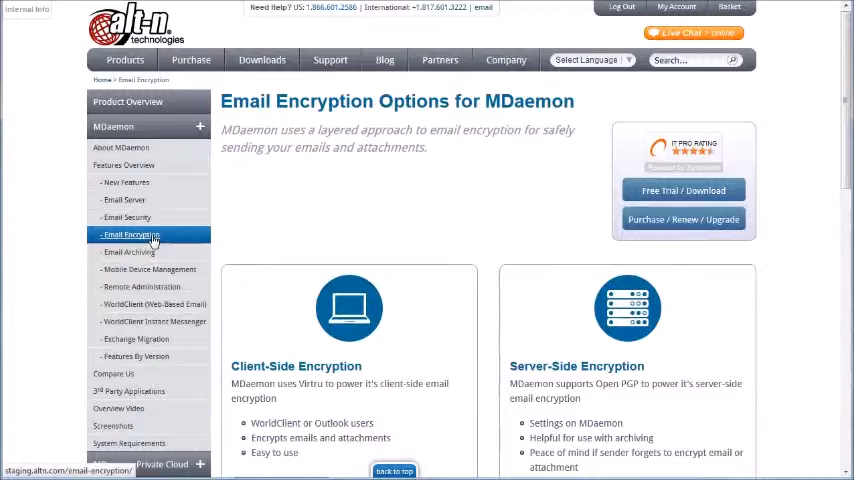 internal Info
alt-n
technologies
Need Help? US: 1.866.601.2586 | International: +1.817.601.3222 | email
Log Out My Account Basket
Live Chat > online
Products Purchase Downloads Support Blog Partners Company Select Language ▼ Search...
Home > Email Encryption
Product Overview
MDaemon +
About MDaemon
Features Overview
- New Features
- Email Server
- Email Security
- Email Encryption
- Email Archiving
- Mobile Device Management
- Remote Administration
- WorldClient (Web-Based Email)
- WorldClient Instant Messenger
- Exchange Migration
- Features By Version
Compare Us
3rd Party Applications
Overview Video
Screenshots
System Requirements
Private Cloud +
Email Encryption Options for MDaemon
MDaemon uses a layered approach to email encryption for safely
sending your emails and attachments.
IT PRO RATING
Powered by Spiceworks
Free Trial / Download
Purchase / Renew / Upgrade
Client-Side Encryption
MDaemon uses Virtru to power it's client-side email
encryption
WorldClient or Outlook users
Encrypts emails and attachments
Easy to use
Server-Side Encryption
MDaemon supports Open PGP to power it's server-side
email encryption
Settings on MDaemon
Helpful for use with archiving
Peace of mind if sender forgets to encrypt email or
attachment
back to top
staging.altn.com/email-encryption/